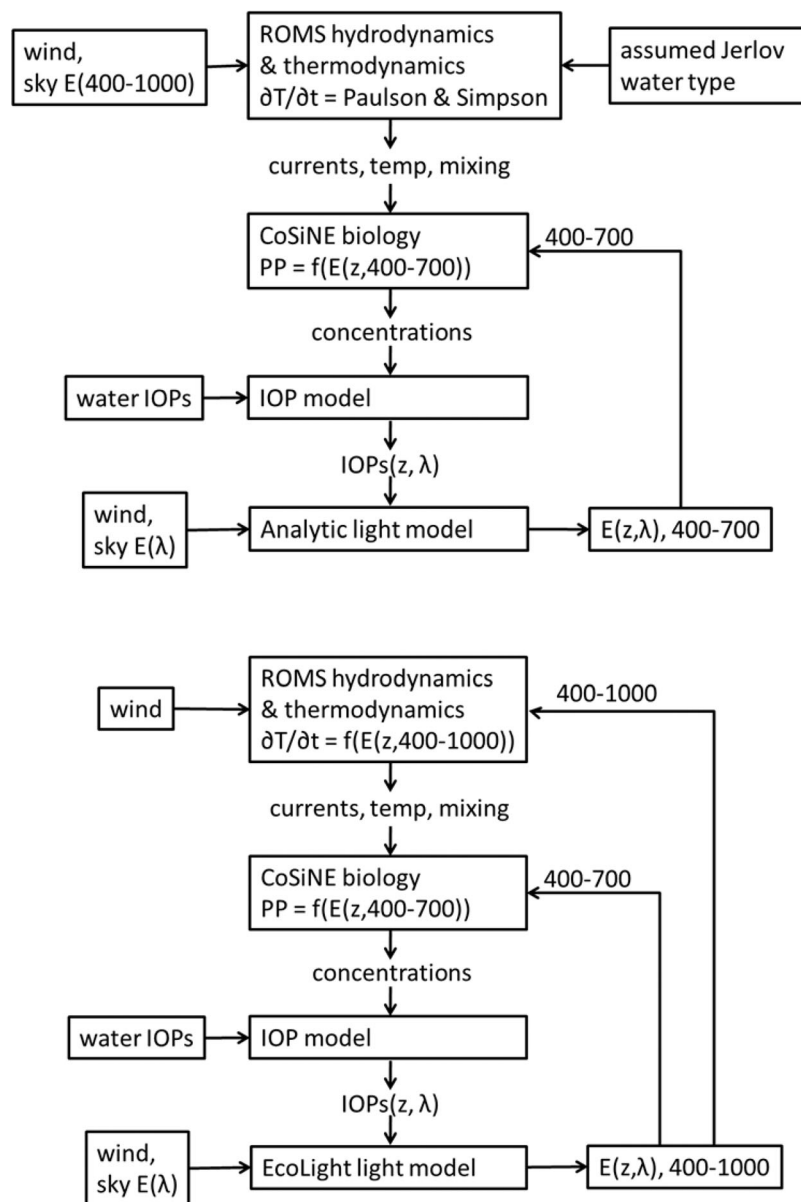 wind,
sky E(400-1000)
ROMS hydrodynamics
& thermodynamics
∂T/∂t = Paulson & Simpson
assumed Jerlov
water type
currents, temp, mixing
CoSiNE biology
PP = f(E(z,400-700))
400-700
concentrations
water IOPs
IOP model
IOPs(z, λ)
wind,
sky E(λ)
Analytic light model
E(z,λ), 400-700
wind
ROMS hydrodynamics
& thermodynamics
∂T/∂t = f(E(z,400-1000))
400-1000
currents, temp, mixing
CoSiNE biology
PP = f(E(z,400-700))
400-700
concentrations
water IOPs
IOP model
IOPs(z, λ)
wind,
sky E(λ)
EcoLight light model
E(z,λ), 400-1000